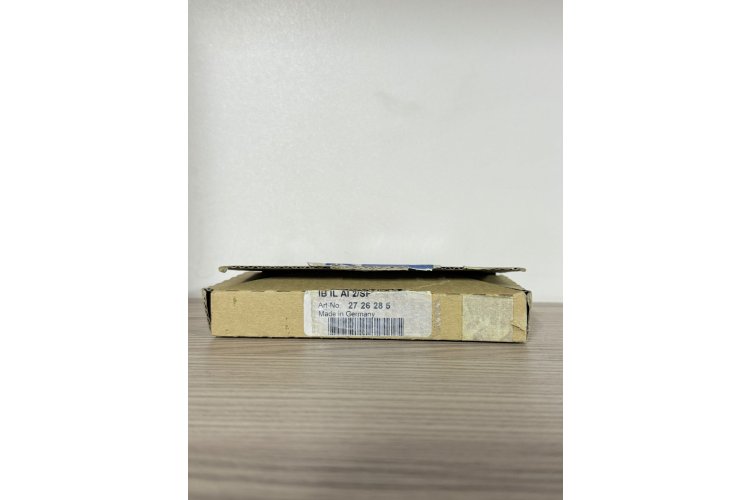 IB IL AI 2/SF
Art-No.: 27 26 28 5
Made in Germany